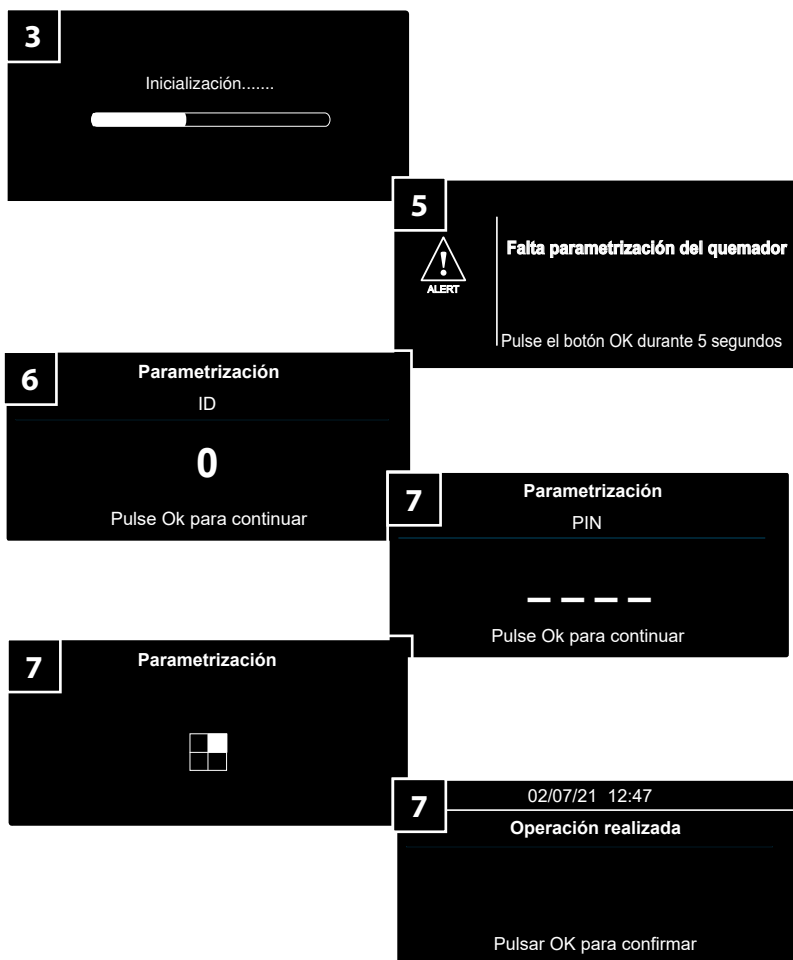 3
Inicialización.......
5
Falta parametrización del quemador
ALERT
Pulse el botón OK durante 5 segundos
6
Parametrización
ID
0
Pulse Ok para continuar
7
Parametrización
PIN
_ _ _ _
Pulse Ok para continuar
7
Parametrización
7
02/07/21 12:47
Operación realizada
Pulsar OK para confirmar